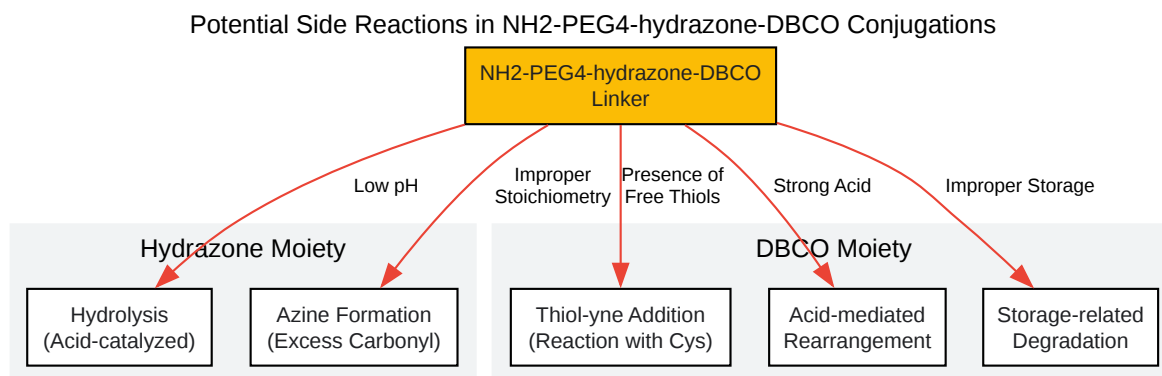 Potential Side Reactions in NH2-PEG4-hydrazone-DBCO Conjugations
NH2-PEG4-hydrazone-DBCO
Linker
Low pH
Improper
Stoichiometry
Presence of
Free Thiols
Strong Acid
Improper Storage
Hydrazone Moiety
DBCO Moiety
Hydrolysis
(Acid-catalyzed)
Azine Formation
(Excess Carbonyl)
Thiol-yne Addition
(Reaction with Cys)
Acid-mediated
Rearrangement
Storage-related
Degradation